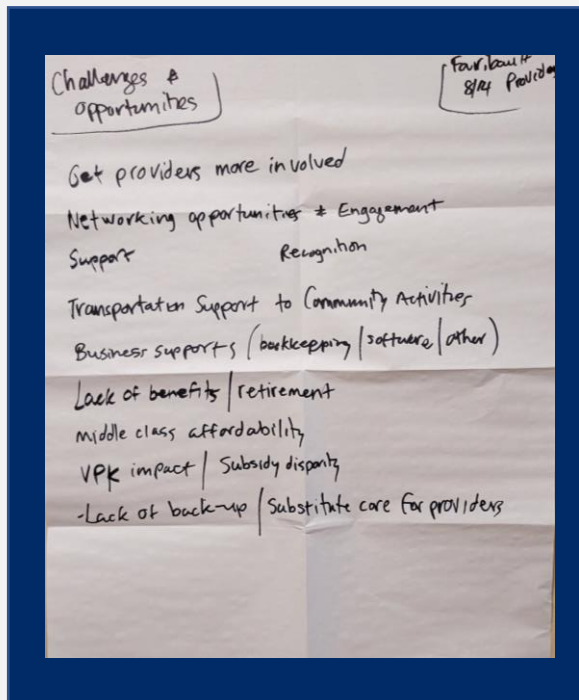 Challenges &
opportunities
Faribault
8/14 Provider
Get providers more involved
Networking opportunities & Engagement
Support Recognition
Transportation Support to Community Activities
Business supports (bookkeeping / software / other)
Lack of benefits / retirement
Middle class affordability
VPK impact / Subsidy disparity
-Lack of back-up / Substitute care for providers